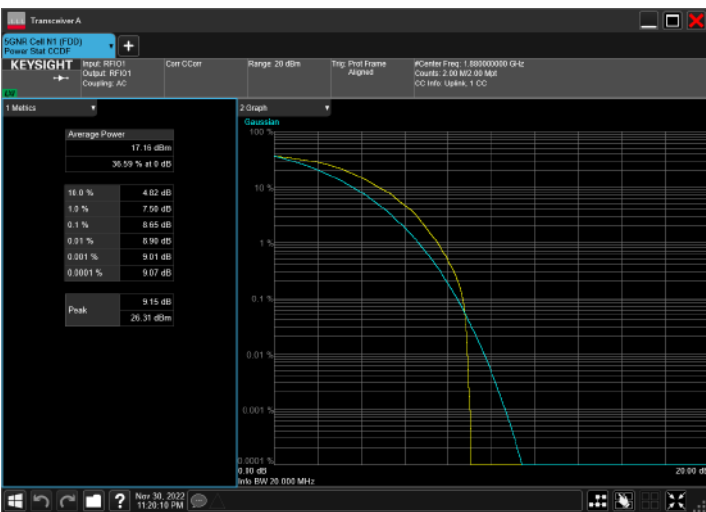 Transceiver A
5GNR Cell N1 (FDD)
Power Stat CCDF
KEYSIGHT
Input: RFIO1
Output: RFIO1
Coupling: AC
Corr CCorr
Range: 20 dBm
Trig: Prot Frame
Aligned
#Center Freq: 1.880000000 GHz
Counts: 2.00 M/2.00 Mpt
CC Info: Uplink, 1 CC
1 Metrics
Average Power
17.16 dBm
36.59 % at 0 dB
10.0 % 4.82 dB
1.0 % 7.50 dB
0.1 % 8.65 dB
0.01 % 8.90 dB
0.001 % 9.01 dB
0.0001 % 9.07 dB
Peak
9.15 dB
26.31 dBm
2 Graph
Gaussian
100 %
10 %
1 %
0.1 %
0.01 %
0.001 %
0.0001 %
0.00 dB
20.00 dB
Info BW 20.000 MHz
?
Nov 30, 2022
11:20:10 PM